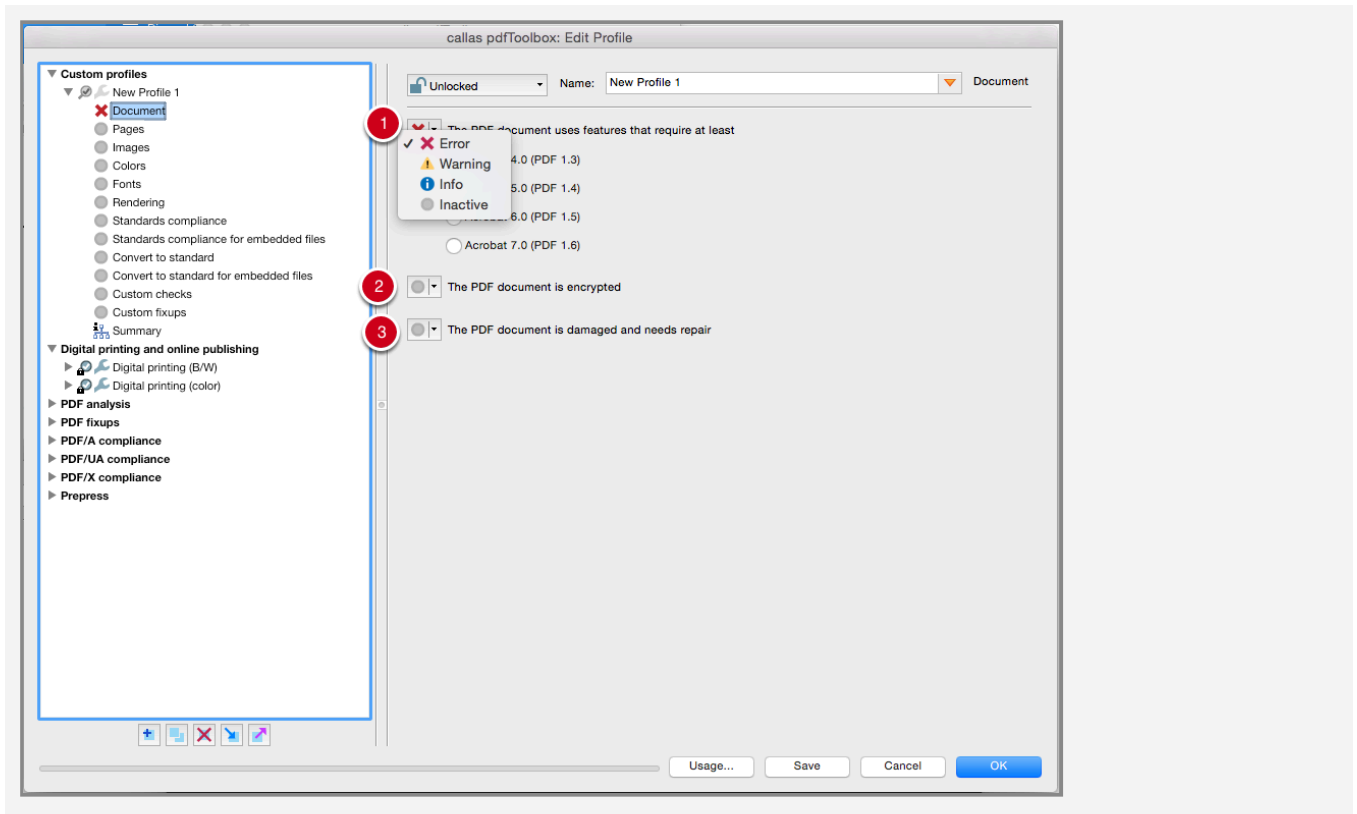 callas pdfToolbox: Edit Profile
Custom profiles
New Profile 1
Document
Pages
Images
Colors
Fonts
Rendering
Standards compliance
Standards compliance for embedded files
Convert to standard
Convert to standard for embedded files
Custom checks
Custom fixups
Summary
Digital printing and online publishing
Digital printing (B/W)
Digital printing (color)
PDF analysis
PDF fixups
PDF/A compliance
PDF/UA compliance
PDF/X compliance
Prepress
Unlocked
Name:
New Profile 1
Document
1
The PDF document uses features that require at least
Error
Warning
Info
Inactive
4.0 (PDF 1.3)
5.0 (PDF 1.4)
6.0 (PDF 1.5)
Acrobat 7.0 (PDF 1.6)
2
The PDF document is encrypted
3
The PDF document is damaged and needs repair
Usage...
Save
Cancel
OK